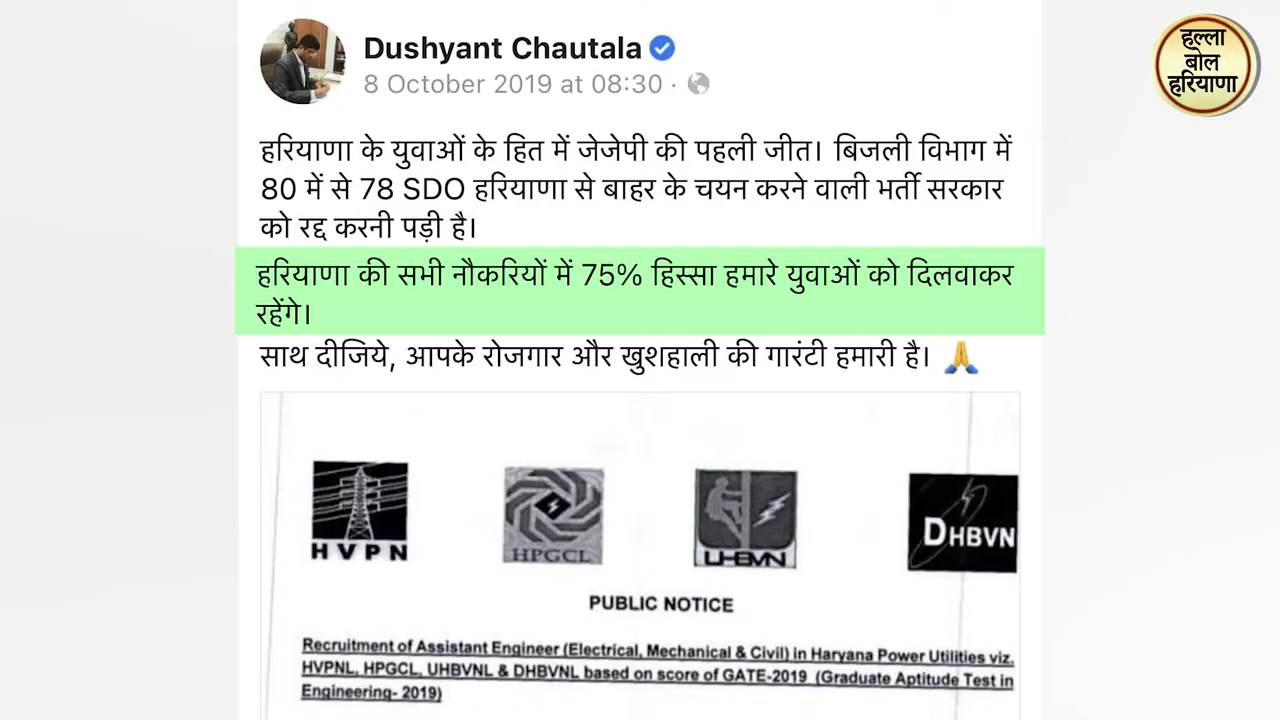 Dushyant Chautala
8 October 2019 at 08:30 ·
हल्ला
बोल
हरियाणा
हरियाणा के युवाओं के हित में जेजेपी की पहली जीत। बिजली विभाग में
80 में से 78 SDO हरियाणा से बाहर के चयन करने वाली भर्ती सरकार
को रद्द करनी पड़ी है।
हरियाणा की सभी नौकरियों में 75% हिस्सा हमारे युवाओं को दिलवाकर
रहेंगे।
साथ दीजिये, आपके रोजगार और खुशहाली की गारंटी हमारी है। 🙏
HVPN
HPGCL
UHBVN
DHBVN
PUBLIC NOTICE
Recruitment of Assistant Engineer (Electrical, Mechanical & Civil) in Haryana Power Utilities viz.
HVPNL, HPGCL, UHBVNL & DHBVNL based on score of GATE-2019 (Graduate Aptitude Test in
Engineering- 2019)